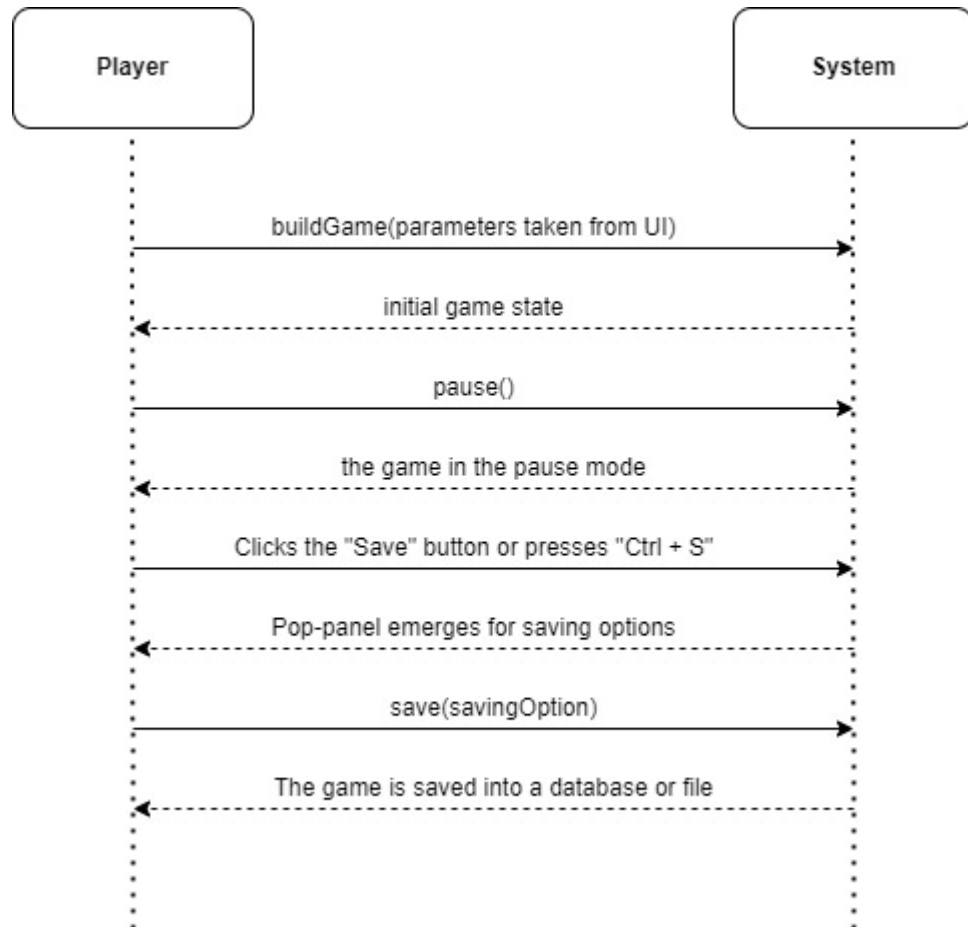 Player
System
buildGame(parameters taken from UI)
initial game state
pause()
the game in the pause mode
Clicks the "Save" button or presses "Ctrl + S"
Pop-panel emerges for saving options
save(savingOption)
The game is saved into a database or file